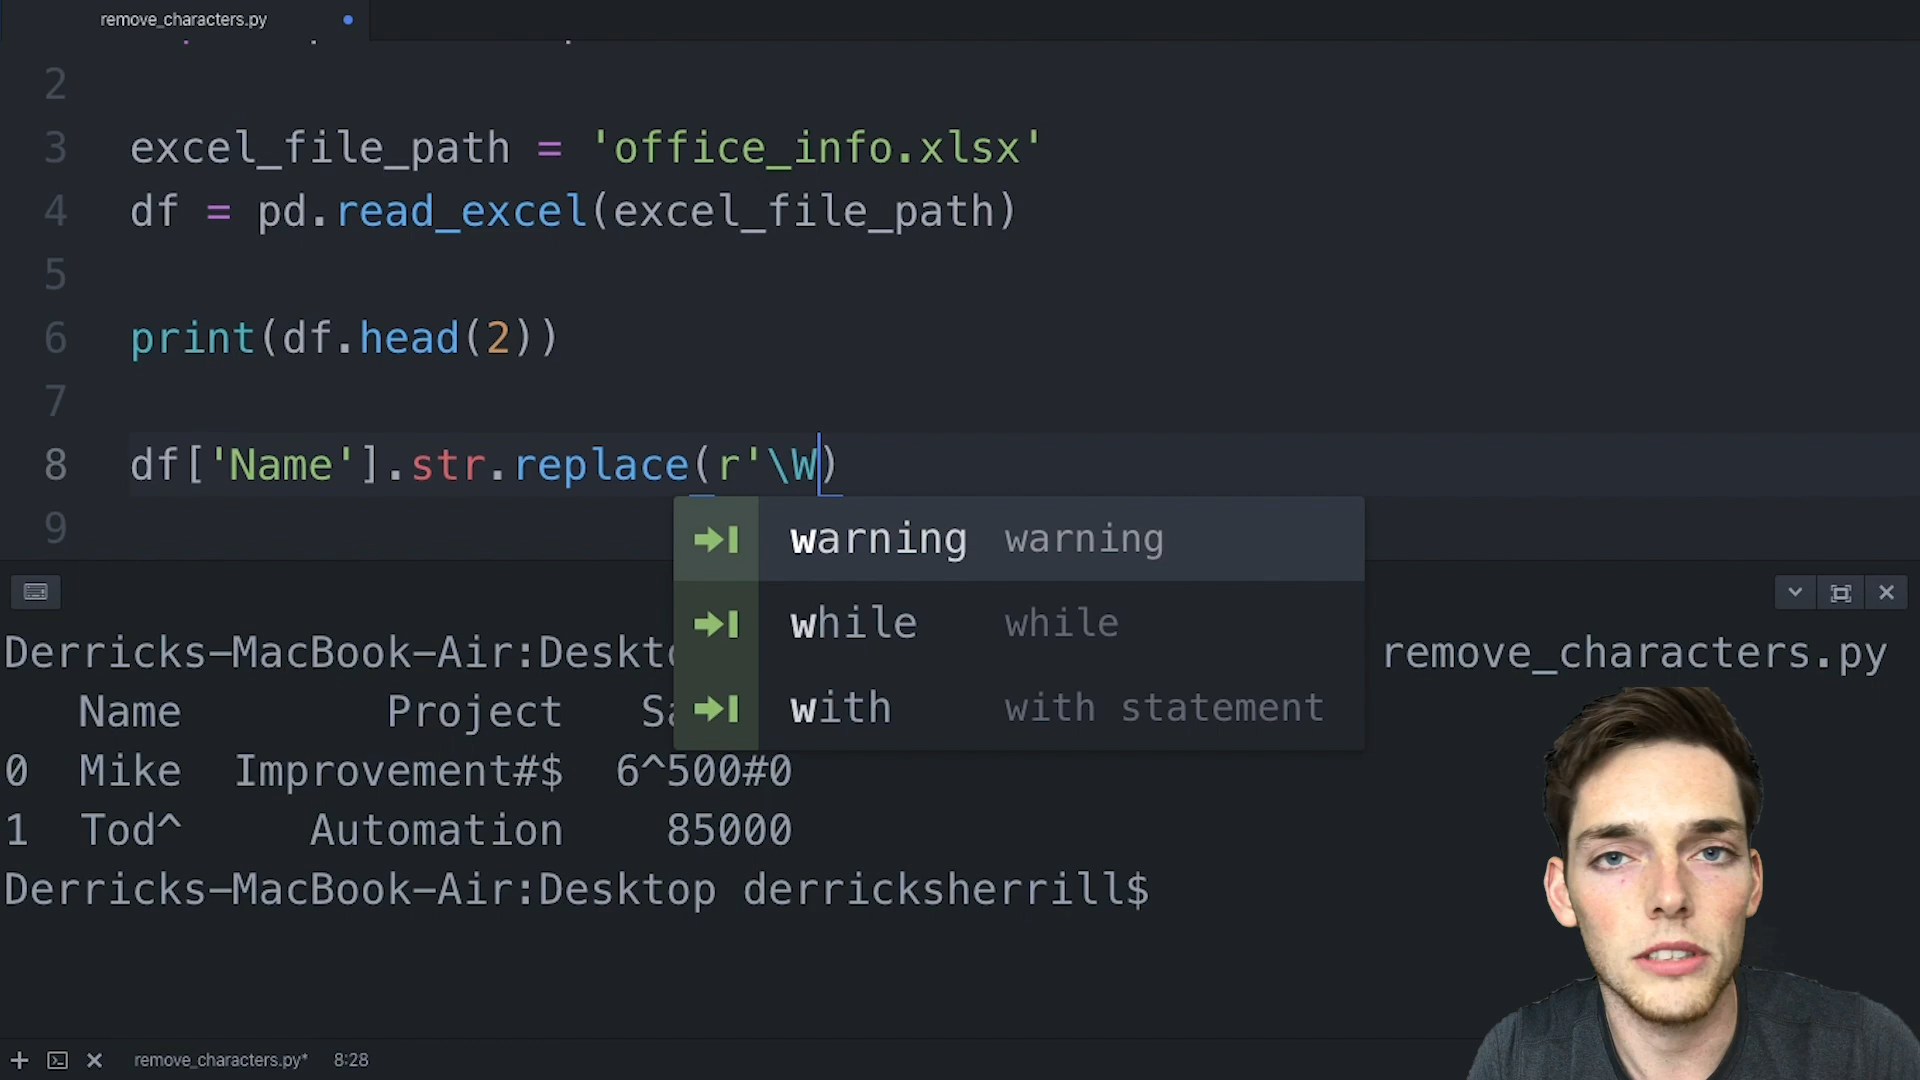 remove_characters.py
2
3 excel_file_path = 'office_info.xlsx'
4 df = pd.read_excel(excel_file_path)
5
6 print(df.head(2))
7
8 df['Name'].str.replace(r'\W)
9
warning warning
while while
with with statement
Derricks-MacBook-Air:Deskt remove_characters.py
Name Project
0 Mike Improvement#$ 6^500#0
1 Tod^ Automation 85000
Derricks-MacBook-Air:Desktop derricksherrill$
remove_characters.py* 8:28